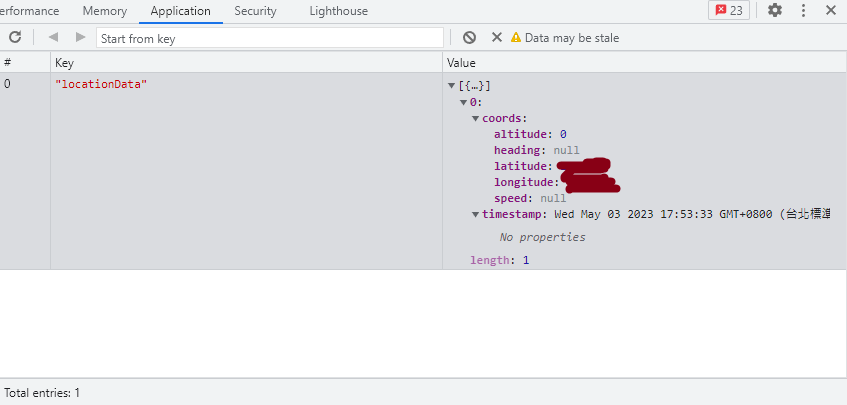 erformance Memory Application Security Lighthouse 23
Start from key Data may be stale
# Key Value
0 "locationData" [{…}]
0:
coords:
altitude: 0
heading: null
latitude:
longitude:
speed: null
timestamp: Wed May 03 2023 17:53:33 GMT+0800 (台北標準
No properties
length: 1
Total entries: 1